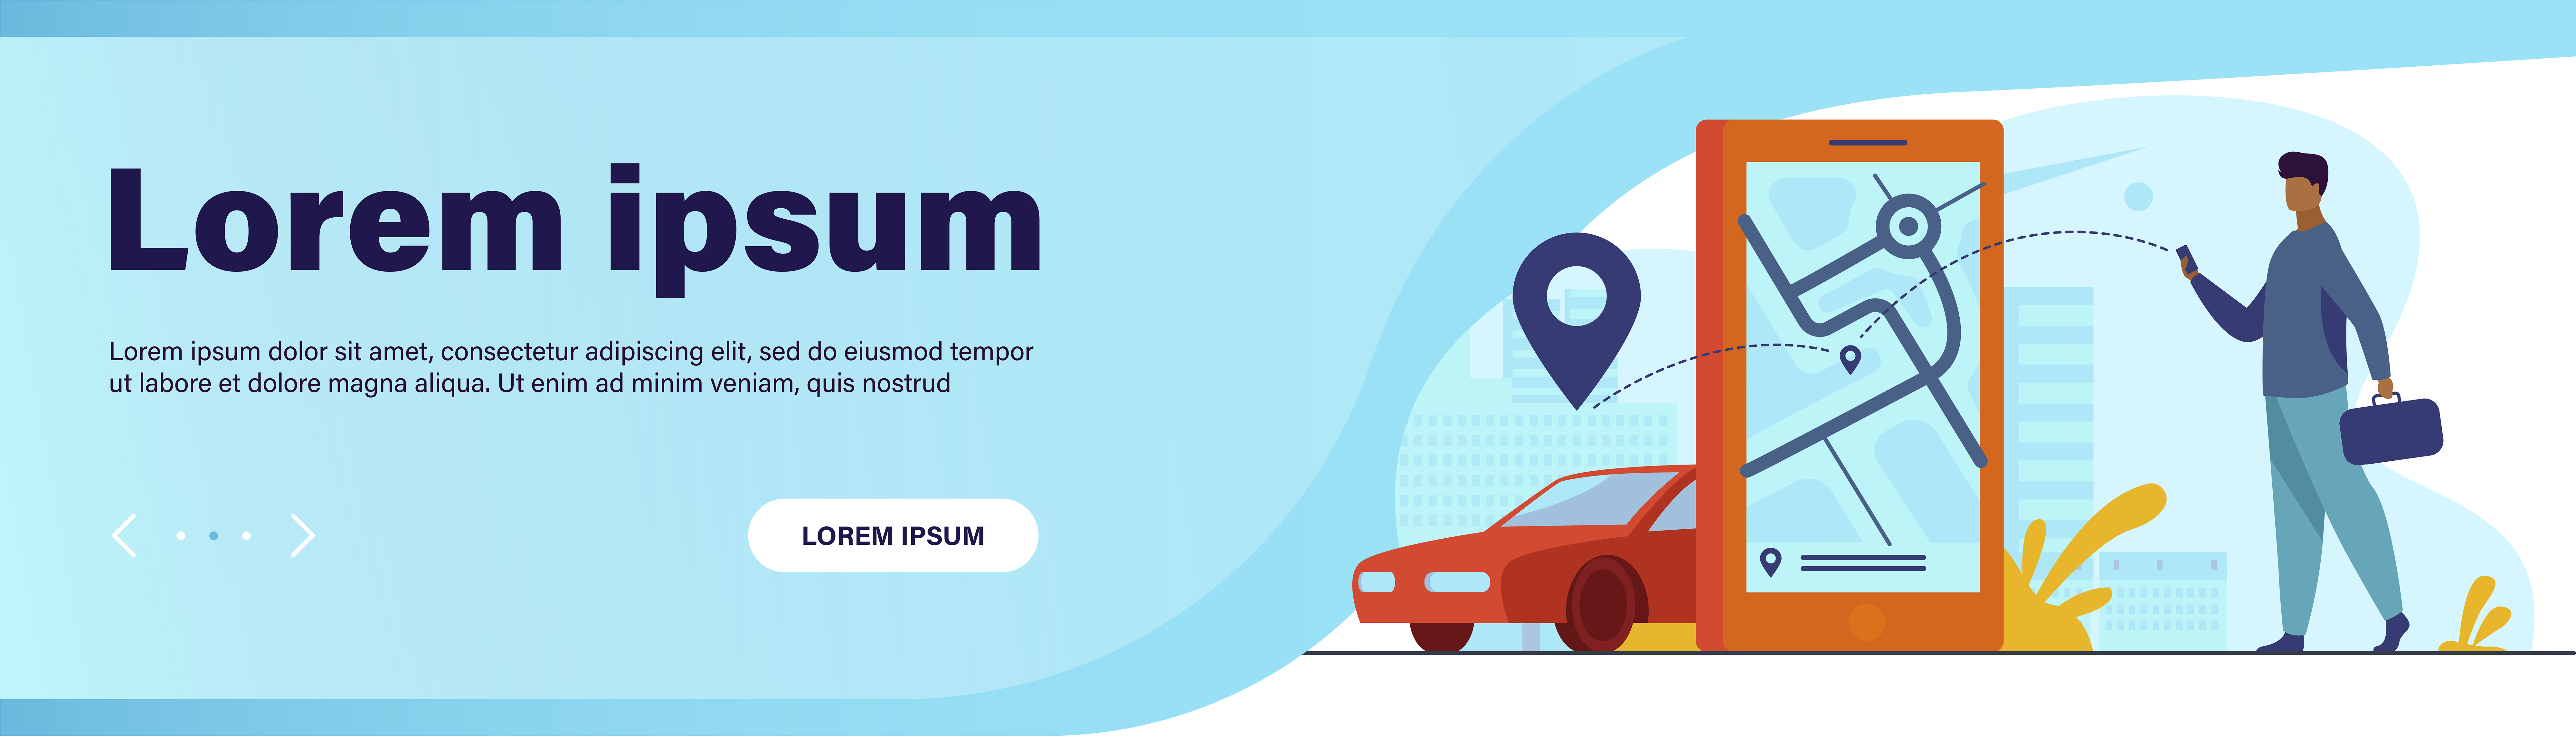 Lorem ipsum
Lorem ipsum dolor sit amet, consectetur adipiscing elit, sed do eiusmod tempor
ut labore et dolore magna aliqua. Ut enim ad minim veniam, quis nostrud
LOREM IPSUM